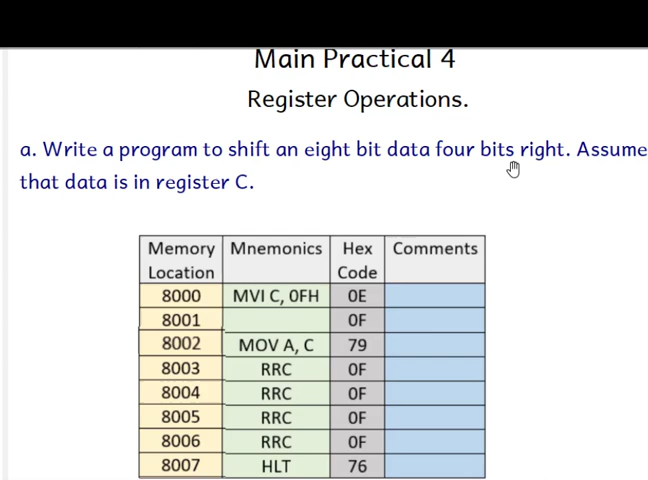 Main Practical 4
Register Operations.
a. Write a program to shift an eight bit data four bits right. Assume
that data is in register C.
Memory Location Mnemonics Hex Code Comments
8000 MVI C, 0FH 0E
8001 0F
8002 MOV A, C 79
8003 RRC 0F
8004 RRC 0F
8005 RRC 0F
8006 RRC 0F
8007 HLT 76